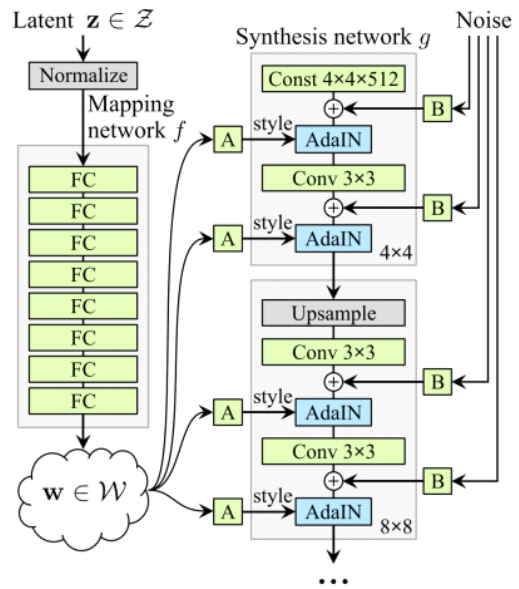 Latent z ∈ 𝒵
Normalize
Mapping
network f
FC
FC
FC
FC
FC
FC
FC
FC
w ∈ 𝒲
Synthesis network g
Noise
Const 4×4×512
B
A
style
AdaIN
Conv 3×3
B
A
style
AdaIN
4×4
Upsample
Conv 3×3
B
A
style
AdaIN
Conv 3×3
B
A
style
AdaIN
8×8
...